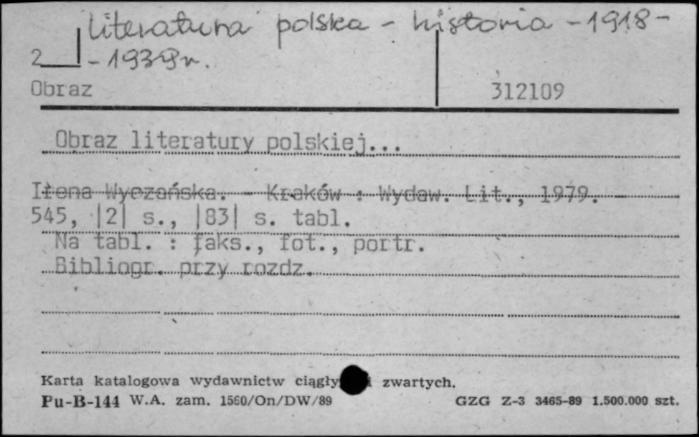 literatura polska - historia - 1918-
2 - 1939 r.
Obraz 312109
Obraz literatury polskiej...
Irena Wyczańska. - Kraków : Wydaw. Lit., 1979. -
545, |2| s., |83| s. tabl.
Na tabl. : faks., fot., portr.
Bibliogr. przy rozdz.
Karta katalogowa wydawnictw i zwartych.
Pu-B-144 W.A. zam. 1560/On/DW/89 GZG Z-3 3465-89 1.500.000 szt.